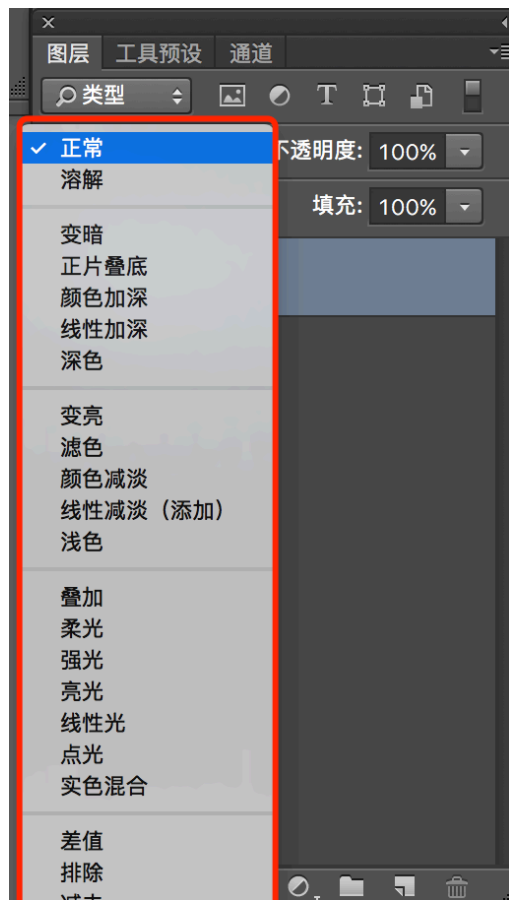 图层 工具预设 通道
类型
正常
不透明度: 100%
溶解
填充: 100%
变暗
正片叠底
颜色加深
线性加深
深色
变亮
滤色
颜色减淡
线性减淡（添加）
浅色
叠加
柔光
强光
亮光
线性光
点光
实色混合
差值
排除